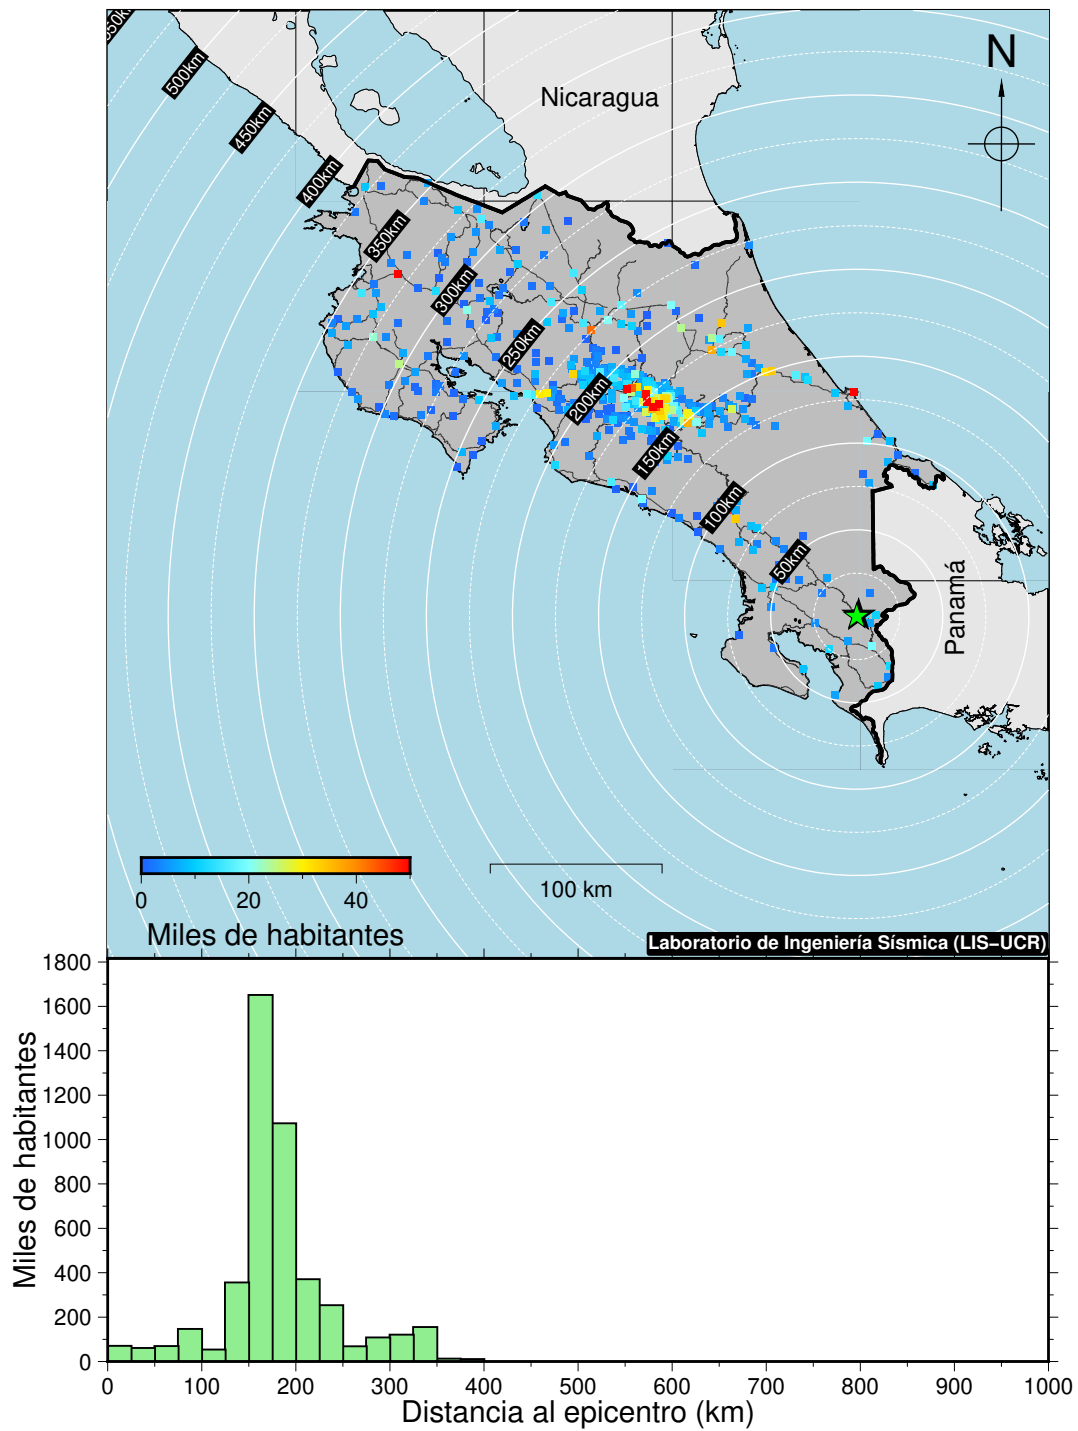 550km
500km
450km
400km
350km
300km
250km
200km
150km
100km
50km
Nicaragua
N
Panamá
0 20 40
Miles de habitantes
100 km
Laboratorio de Ingeniería Sísmica (LIS–UCR)
1800
1600
1400
1200
1000
800
600
400
200
0
Miles de habitantes
0 100 200 300 400 500 600 700 800 900 1000
Distancia al epicentro (km)